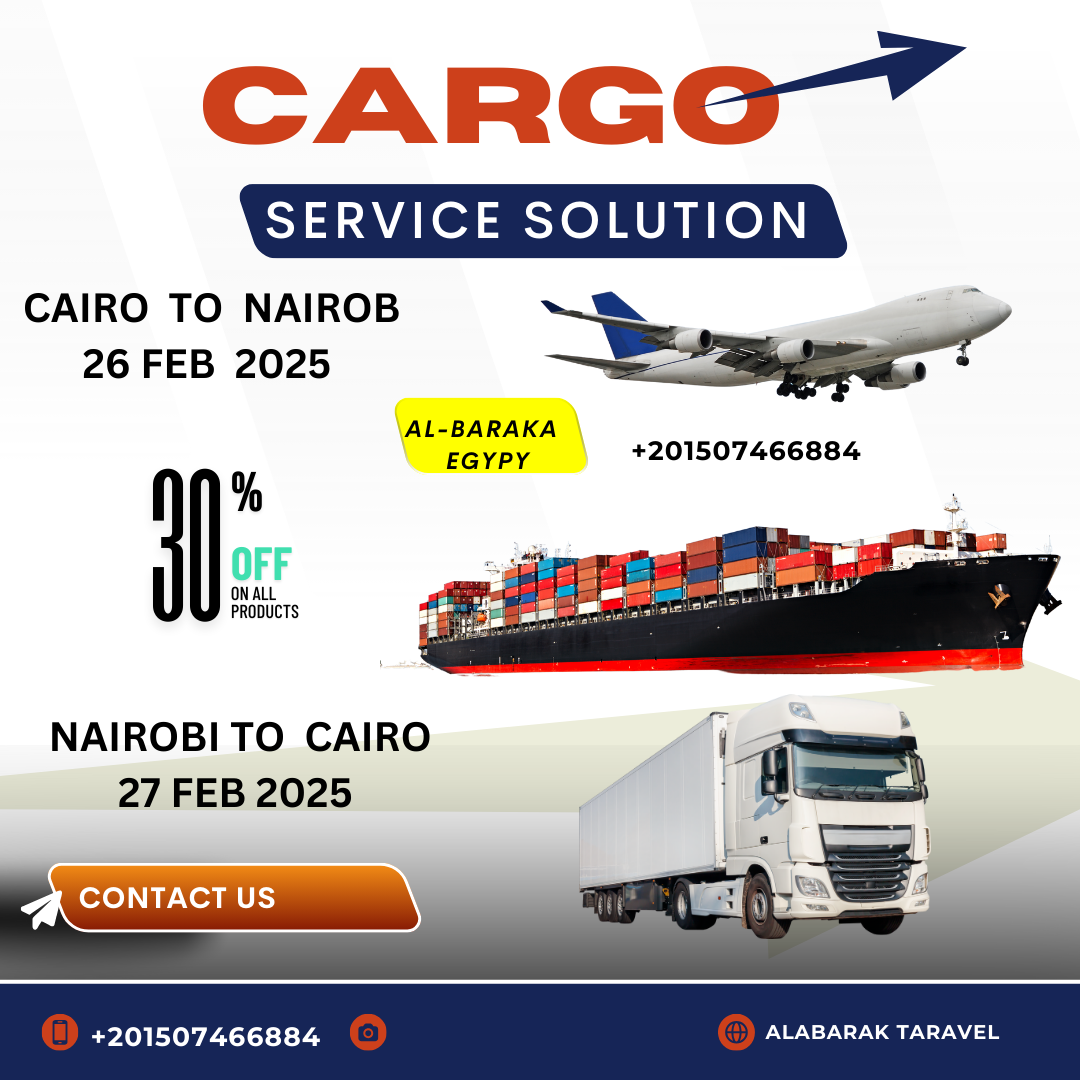 CARGO
SERVICE SOLUTION
CAIRO TO NAIROB
26 FEB 2025
AL-BARAKA
EGYPY
+201507466884
30%
OFF
ON ALL
PRODUCTS
NAIROBI TO CAIRO
27 FEB 2025
CONTACT US
+201507466884
ALABARAK TARAVEL